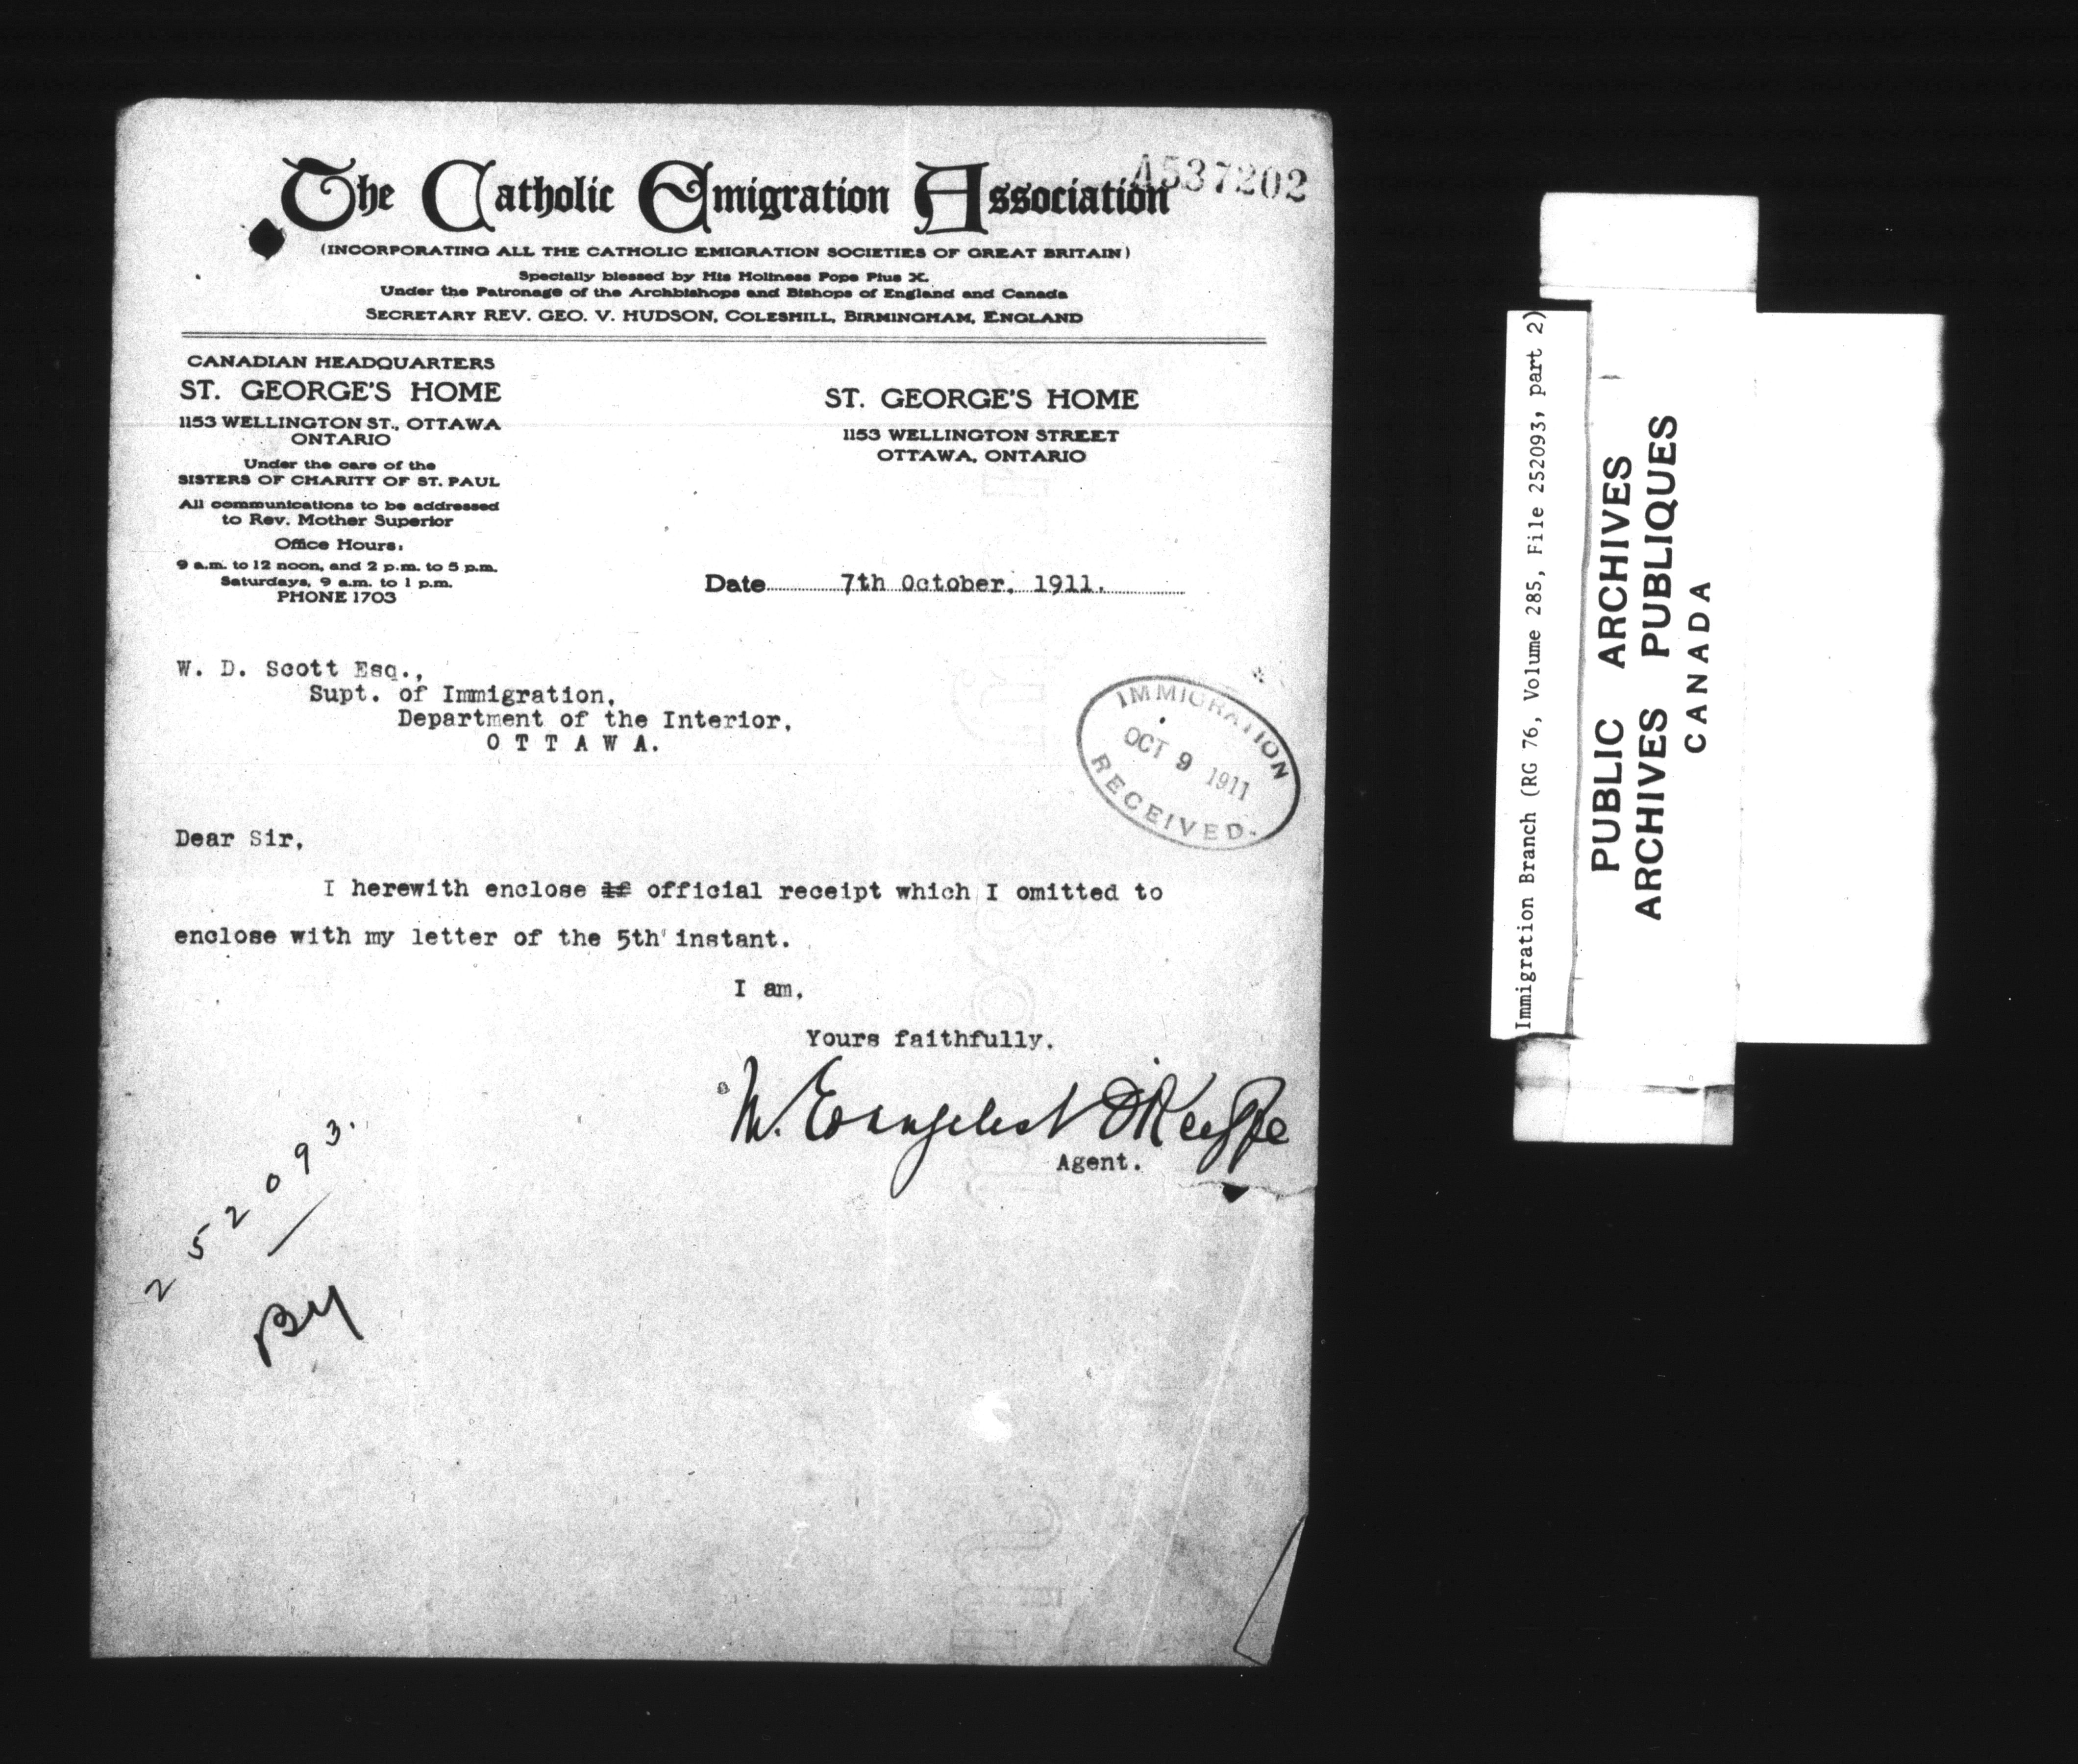 A537202
The Catholic Emigration Association
(INCORPORATING ALL THE CATHOLIC EMIGRATION SOCIETIES OF GREAT BRITAIN)
Specially blessed by His Holiness Pope Pius X.
Under the Patronage of the Archbishops and Bishops of England and Canada
SECRETARY REV. GEO. V. HUDSON, COLESHILL, BIRMINGHAM, ENGLAND
CANADIAN HEADQUARTERS
ST. GEORGE'S HOME
1153 WELLINGTON ST., OTTAWA
ONTARIO
Under the care of the
SISTERS OF CHARITY OF ST. PAUL
All communications to be addressed
to Rev. Mother Superior
Office Hours:
9 a.m. to 12 noon, and 2 p.m. to 5 p.m.
Saturdays, 9 a.m. to 1 p.m.
PHONE 1703
ST. GEORGE'S HOME
1153 WELLINGTON STREET
OTTAWA, ONTARIO
Date 7th October, 1911.
W. D. Scott Esq.,
Supt. of Immigration,
Department of the Interior,
O T T A W A.
IMMIGRATION
OCT 9 1911
RECEIVED.
Dear Sir,
I herewith enclose if official receipt which I omitted to
enclose with my letter of the 5th instant.
I am,
Yours faithfully.
M. Evangelist O'Keeffe
Agent.
252093.
Immigration Branch (RG 76, Volume 285, File 252093, part 2)
PUBLIC ARCHIVES
ARCHIVES PUBLIQUES
CANADA